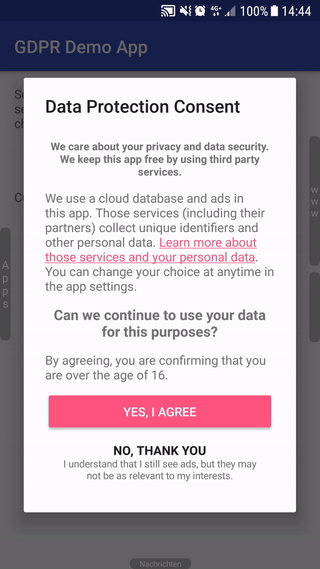 4G+ 100% 14:44
GDPR Demo App
Data Protection Consent
We care about your privacy and data security.
We keep this app free by using third party
services.
We use a cloud database and ads in
this app. Those services (including their
partners) collect unique identifiers and
other personal data. Learn more about
those services and your personal data.
You can change your choice at anytime in
the app settings.
Can we continue to use your data
for this purposes?
By agreeing, you are confirming that you
are over the age of 16.
YES, I AGREE
NO, THANK YOU
I understand that I still see ads, but they may
not be as relevant to my interests.
Apps
www
Nachrichten